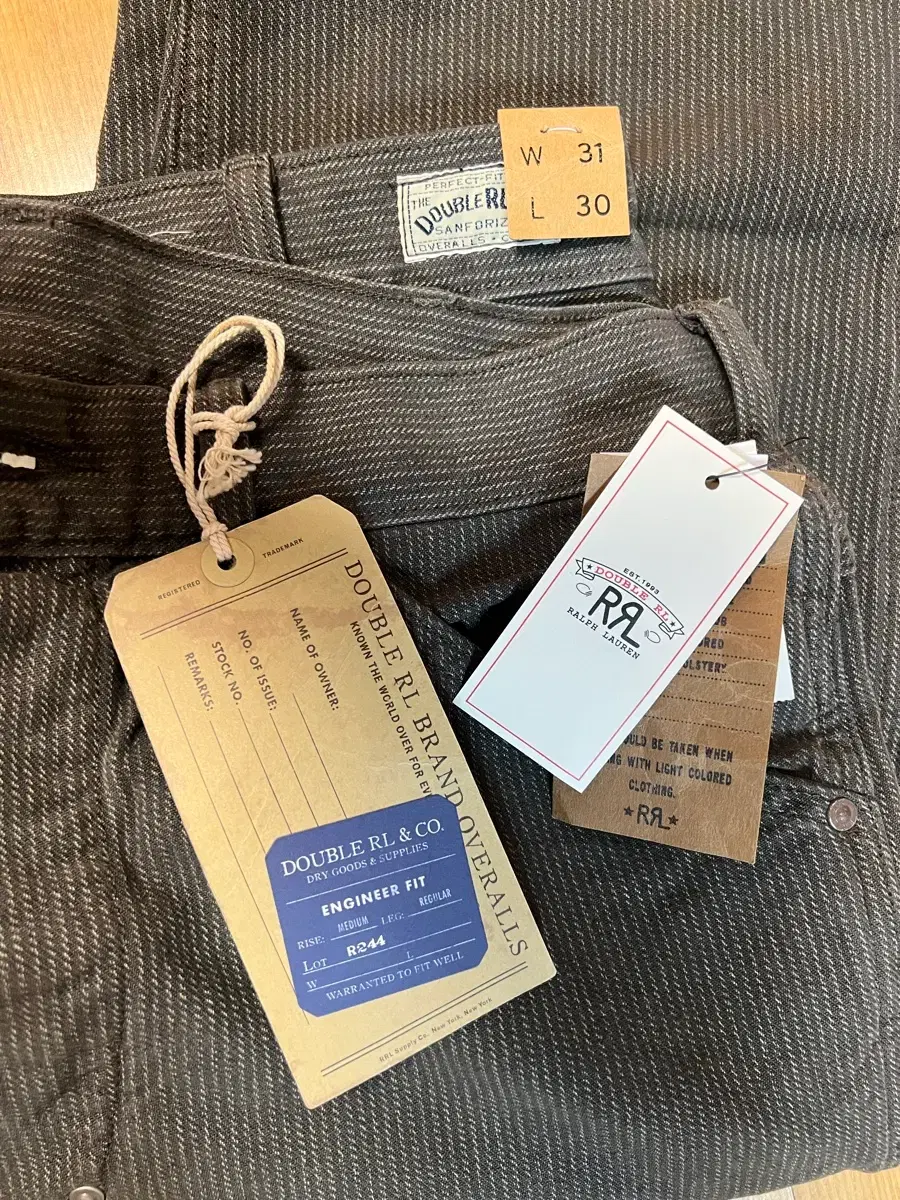 W 31
L 30
PERFECT-FIT
THE
DOUBLE RL
SANFORIZ
OVERALLS
REGISTERED TRADEMARK
DOUBLE RL BRAND OVERALLS
KNOWN THE WORLD OVER FOR
NAME OF OWNER:
NO. OF ISSUE:
STOCK NO.
REMARKS:
DOUBLE RL & CO.
DRY GOODS & SUPPLIES
ENGINEER FIT
RISE: MEDIUM LEG: REGULAR
LOT R244
W L
WARRANTED TO FIT WELL
RRL Supply Co. New York, New York
EST. 1993
DOUBLE RL
RRL
RALPH LAUREN
OULD BE TAKEN WHEN
NG WITH LIGHT COLORED
CLOTHING.
★RRL★